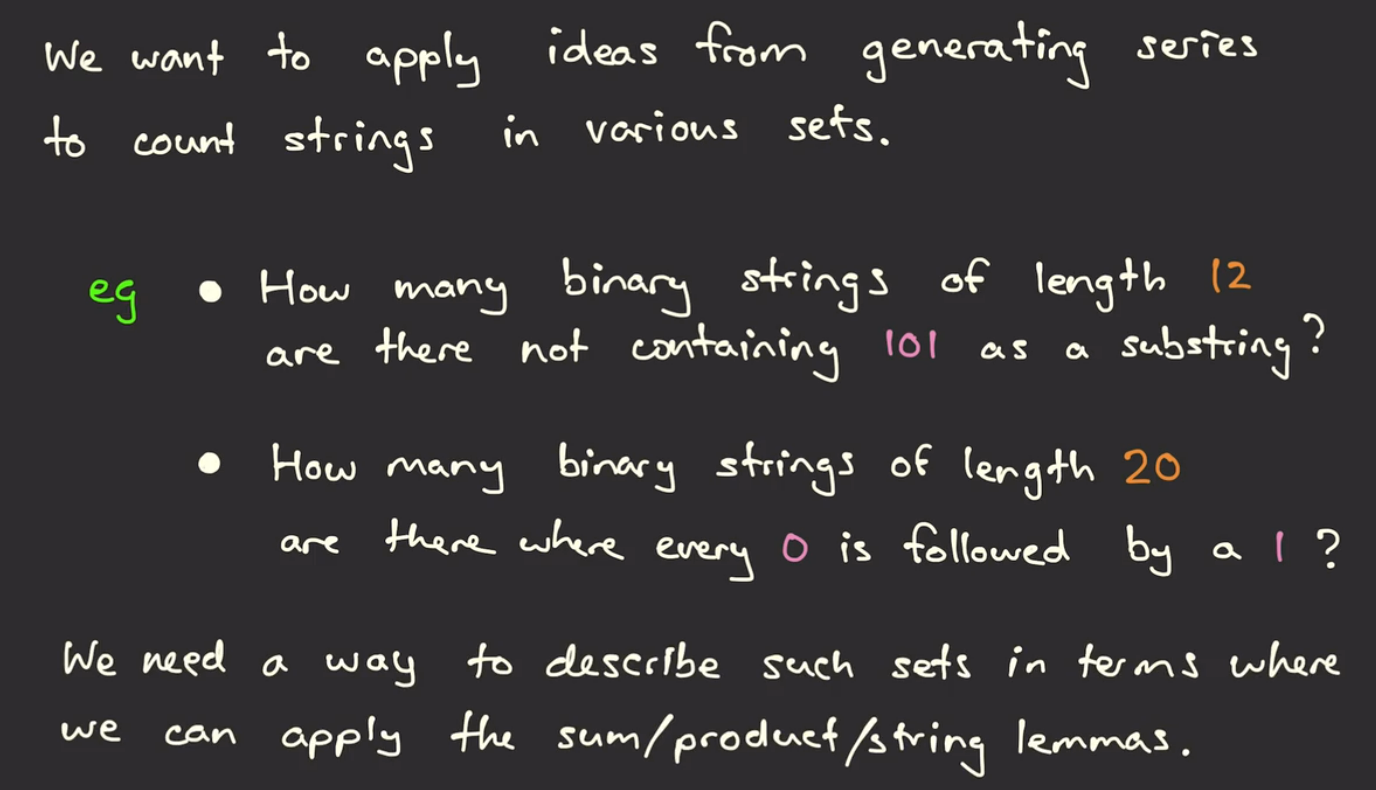 We want to apply ideas from generating series
to count strings in various sets.
eg • How many binary strings of length 12
are there not containing 101 as a substring?
• How many binary strings of length 20
are there where every 0 is followed by a 1?
We need a way to describe such sets in terms where
we can apply the sum/product/string lemmas.